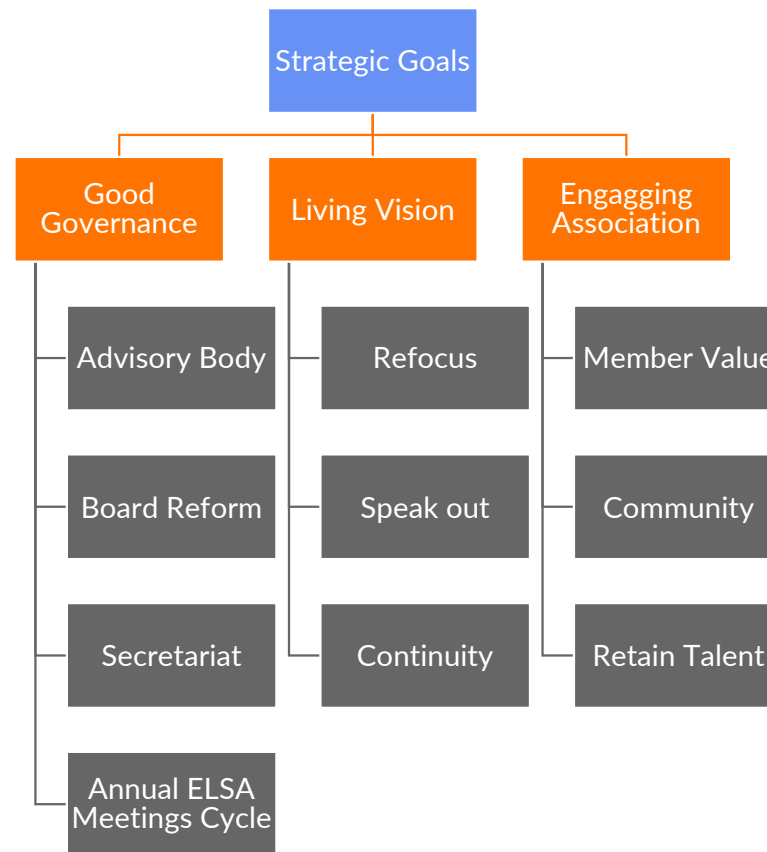 Strategic Goals
Good
Governance
Living Vision
Engagging
Association
Advisory Body
Refocus
Member Value
Board Reform
Speak out
Community
Secretariat
Continuity
Retain Talent
Annual ELSA
Meetings Cycle